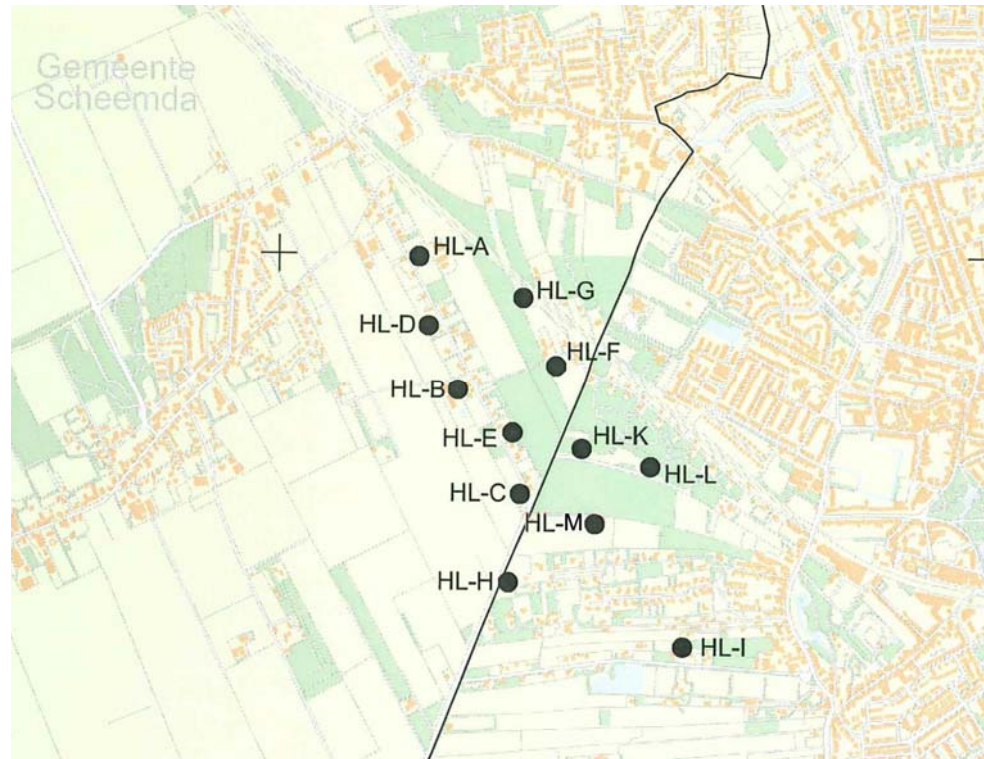 Gemeente
Scheemda
HL-A
HL-G
HL-D
HL-F
HL-B
HL-E
HL-K
HL-L
HL-C
HL-M
HL-H
HL-I